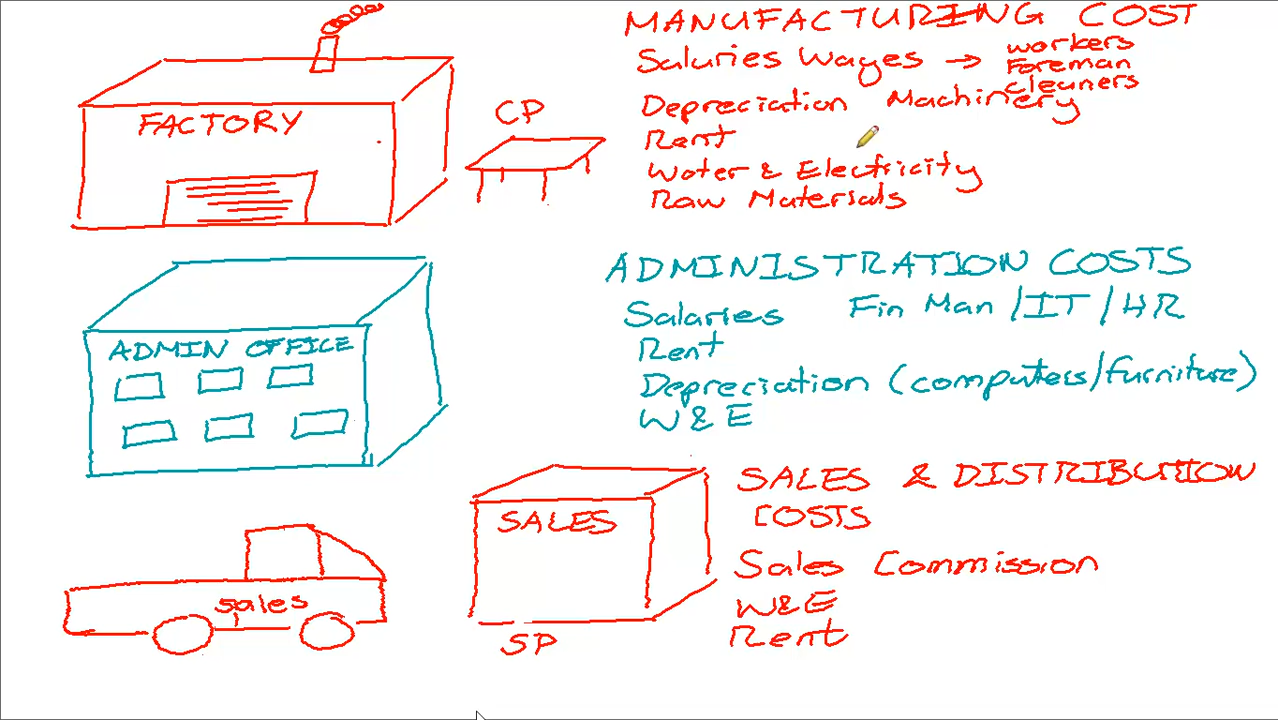 MANUFACTURING COST
Salaries Wages → workers
Foreman
cleaners
Depreciation Machinery
Rent
Water & Electricity
Raw Materials
FACTORY
CP
ADMINISTRATION COSTS
Salaries Fin Man / IT / HR
Rent
Depreciation (computers/furniture)
W & E
ADMIN OFFICE
SALES & DISTRIBUTION
COSTS
Sales Commission
W&E
Rent
SALES
SP
sales